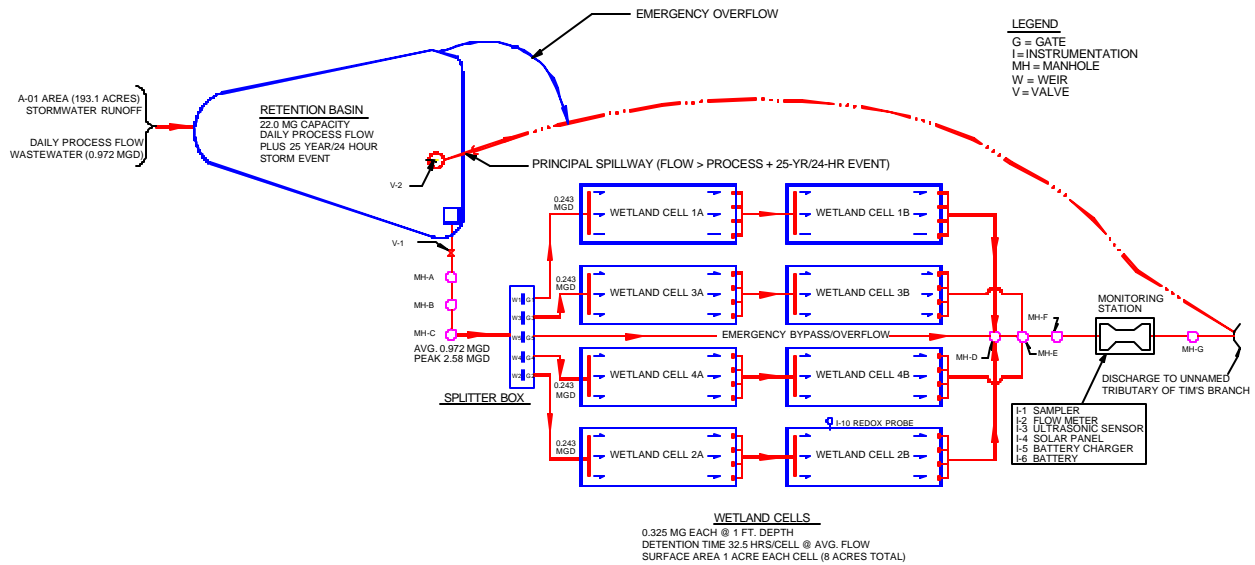 EMERGENCY OVERFLOW
LEGEND
G = GATE
I = INSTRUMENTATION
MH = MANHOLE
W = WEIR
V = VALVE
A-01 AREA (193.1 ACRES)
STORMWATER RUNOFF
DAILY PROCESS FLOW
WASTEWATER (0.972 MGD)
RETENTION BASIN
22.0 MG CAPACITY
DAILY PROCESS FLOW
PLUS 25 YEAR/24 HOUR
STORM EVENT
V-2
PRINCIPAL SPILLWAY (FLOW > PROCESS + 25-YR/24-HR EVENT)
V-1
MH-A
MH-B
MH-C
AVG. 0.972 MGD
PEAK 2.58 MGD
SPLITTER BOX
W1
W3
W5
W4
W2
0.243
MGD
WETLAND CELL 1A
WETLAND CELL 1B
0.243
MGD
WETLAND CELL 3A
WETLAND CELL 3B
EMERGENCY BYPASS/OVERFLOW
0.243
MGD
WETLAND CELL 4A
WETLAND CELL 4B
I-10 REDOX PROBE
0.243
MGD
WETLAND CELL 2A
WETLAND CELL 2B
MH-D
MH-E
MH-F
MONITORING
STATION
MH-G
DISCHARGE TO UNNAMED
TRIBUTARY OF TIM'S BRANCH
I-1 SAMPLER
I-2 FLOW METER
I-3 ULTRASONIC SENSOR
I-4 SOLAR PANEL
I-5 BATTERY CHARGER
I-6 BATTERY
WETLAND CELLS
0.325 MG EACH @ 1 FT. DEPTH
DETENTION TIME 32.5 HRS/CELL @ AVG. FLOW
SURFACE AREA 1 ACRE EACH CELL (8 ACRES TOTAL)